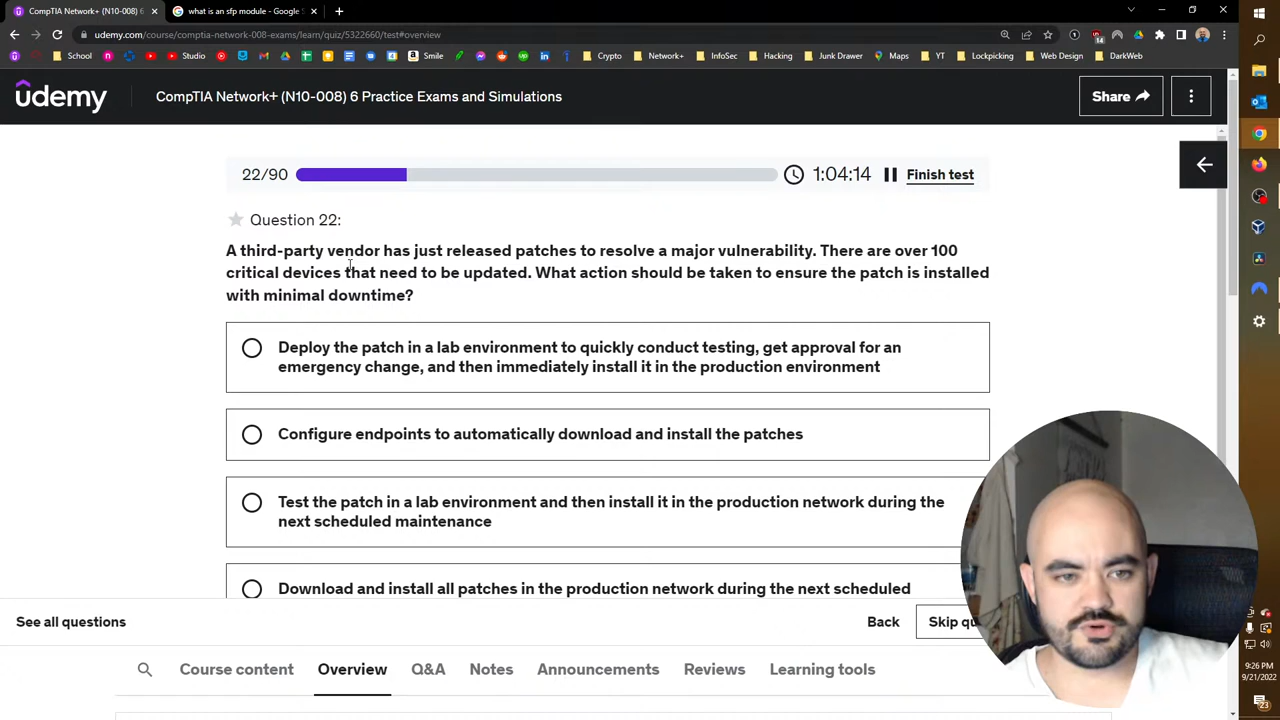 CompTIA Network+ (N10-008) 6 P
what is an sfp module - Google S
udemy.com/course/comptia-network-008-exams/learn/quiz/5322660/test#overview
School
Studio
Smile
Crypto
Network+
InfoSec
Hacking
Junk Drawer
Maps
YT
Lockpicking
Web Design
DarkWeb
ûdemy
CompTIA Network+ (N10-008) 6 Practice Exams and Simulations
Share
22/90
1:04:14
Finish test
Question 22:
A third-party vendor has just released patches to resolve a major vulnerability. There are over 100
critical devices that need to be updated. What action should be taken to ensure the patch is installed
with minimal downtime?
Deploy the patch in a lab environment to quickly conduct testing, get approval for an
emergency change, and then immediately install it in the production environment
Configure endpoints to automatically download and install the patches
Test the patch in a lab environment and then install it in the production network during the
next scheduled maintenance
Download and install all patches in the production network during the next scheduled
See all questions
Back
Skip qu
Course content
Overview
Q&A
Notes
Announcements
Reviews
Learning tools
9:26 PM
9/21/2022
23